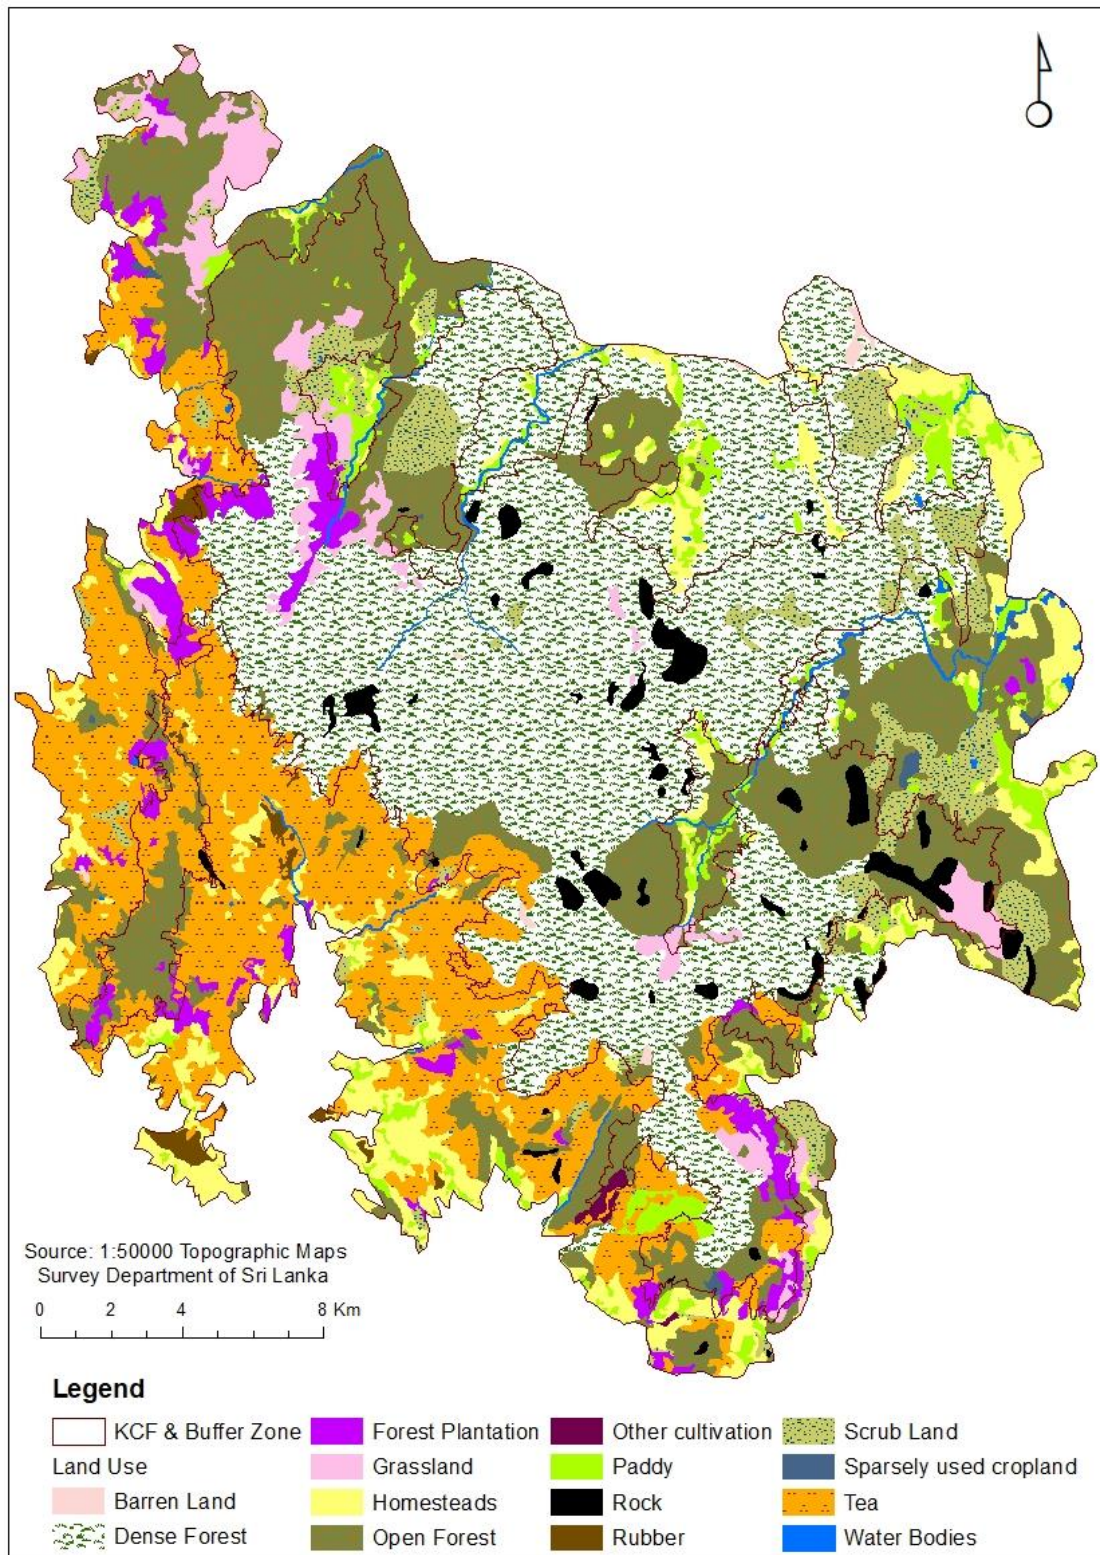 Source: 1:50000 Topographic Maps
Survey Department of Sri Lanka
0 2 4 8 Km
Legend
KCF & Buffer Zone
Land Use
Barren Land
Dense Forest
Forest Plantation
Grassland
Homesteads
Open Forest
Other cultivation
Paddy
Rock
Rubber
Scrub Land
Sparsely used cropland
Tea
Water Bodies